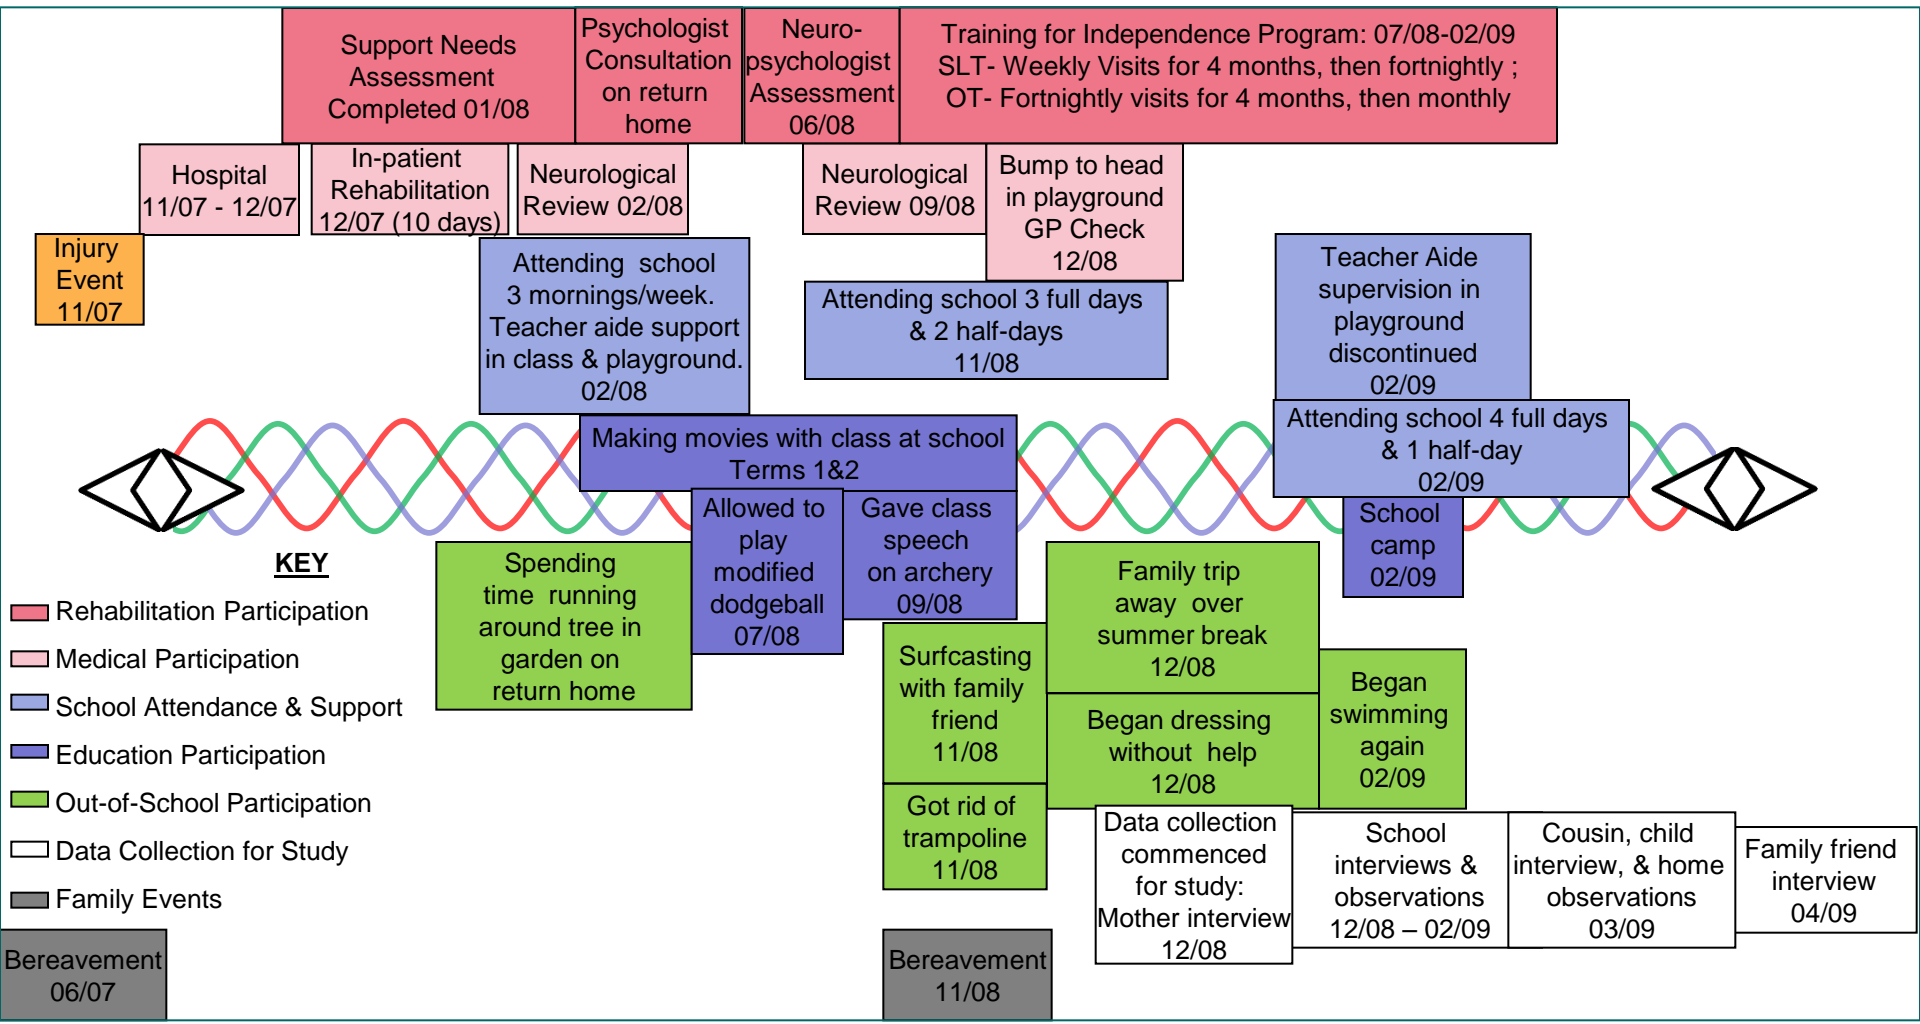 Support Needs
Assessment
Completed 01/08
Psychologist
Consultation
on return
home
Neuro-
psychologist
Assessment
06/08
Training for Independence Program: 07/08-02/09
SLT- Weekly Visits for 4 months, then fortnightly ;
OT- Fortnightly visits for 4 months, then monthly
Hospital
11/07 - 12/07
In-patient
Rehabilitation
12/07 (10 days)
Neurological
Review 02/08
Neurological
Review 09/08
Bump to head
in playground
GP Check
12/08
Injury
Event
11/07
Attending school
3 mornings/week.
Teacher aide support
in class & playground.
02/08
Attending school 3 full days
& 2 half-days
11/08
Teacher Aide
supervision in
playground
discontinued
02/09
Attending school 4 full days
& 1 half-day
02/09
Making movies with class at school
Terms 1&2
Allowed to
play
modified
dodgeball
07/08
Gave class
speech
on archery
09/08
School
camp
02/09
Spending
time running
around tree in
garden on
return home
Family trip
away over
summer break
12/08
Surfcasting
with family
friend
11/08
Began dressing
without help
12/08
Began
swimming
again
02/09
Got rid of
trampoline
11/08
KEY
Rehabilitation Participation
Medical Participation
School Attendance & Support
Education Participation
Out-of-School Participation
Data Collection for Study
Family Events
Data collection
commenced
for study:
Mother interview
12/08
School
interviews &
observations
12/08 – 02/09
Cousin, child
interview, & home
observations
03/09
Family friend
interview
04/09
Bereavement
06/07
Bereavement
11/08